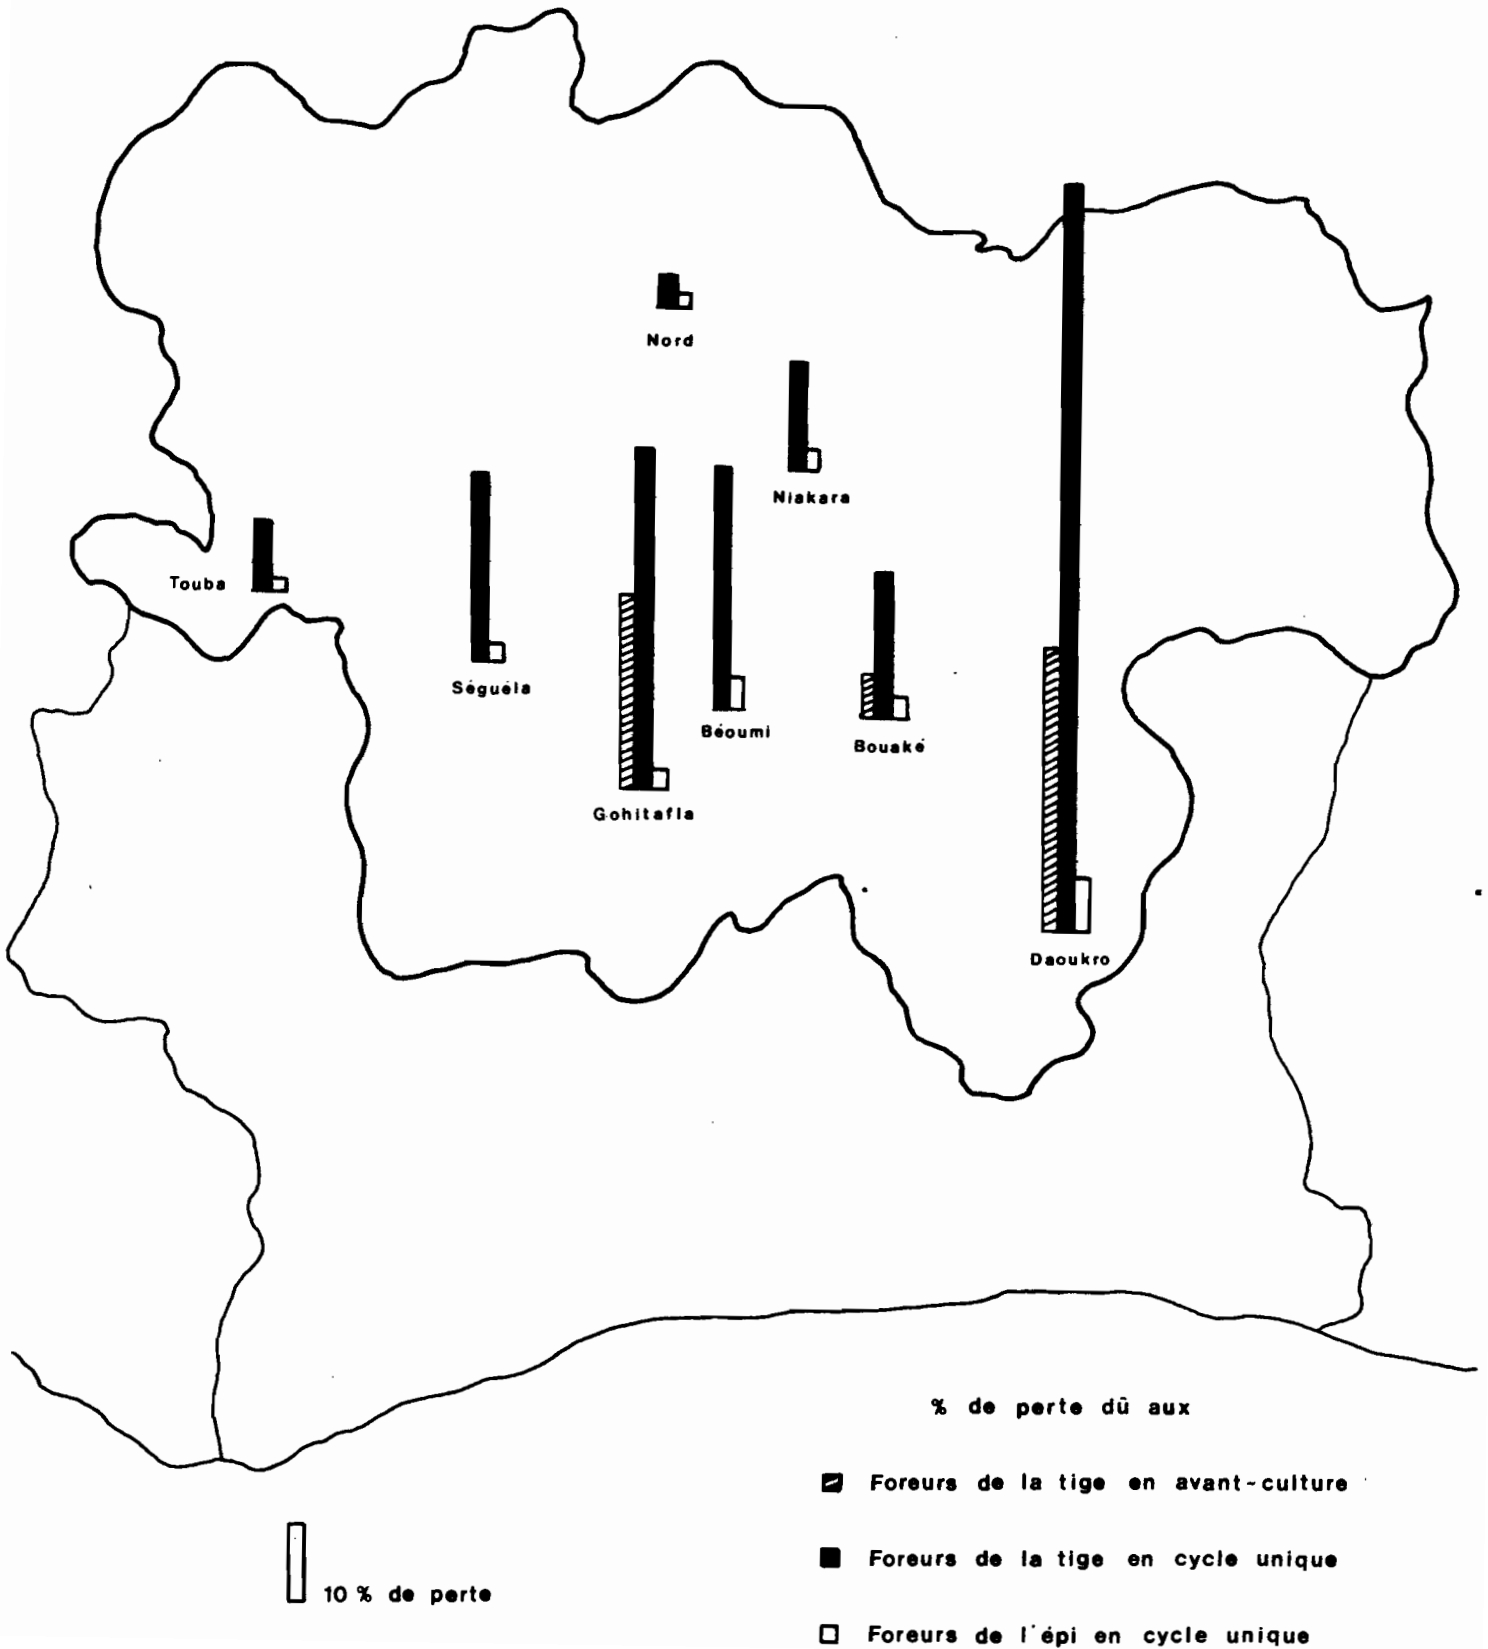 Nord
Niakara
Touba
Séguéla
Béoumi
Bouaké
Gohitafla
Daoukro
% de perte dû aux
Foreurs de la tige en avant-culture
Foreurs de la tige en cycle unique
10 % de perte
Foreurs de l'épi en cycle unique